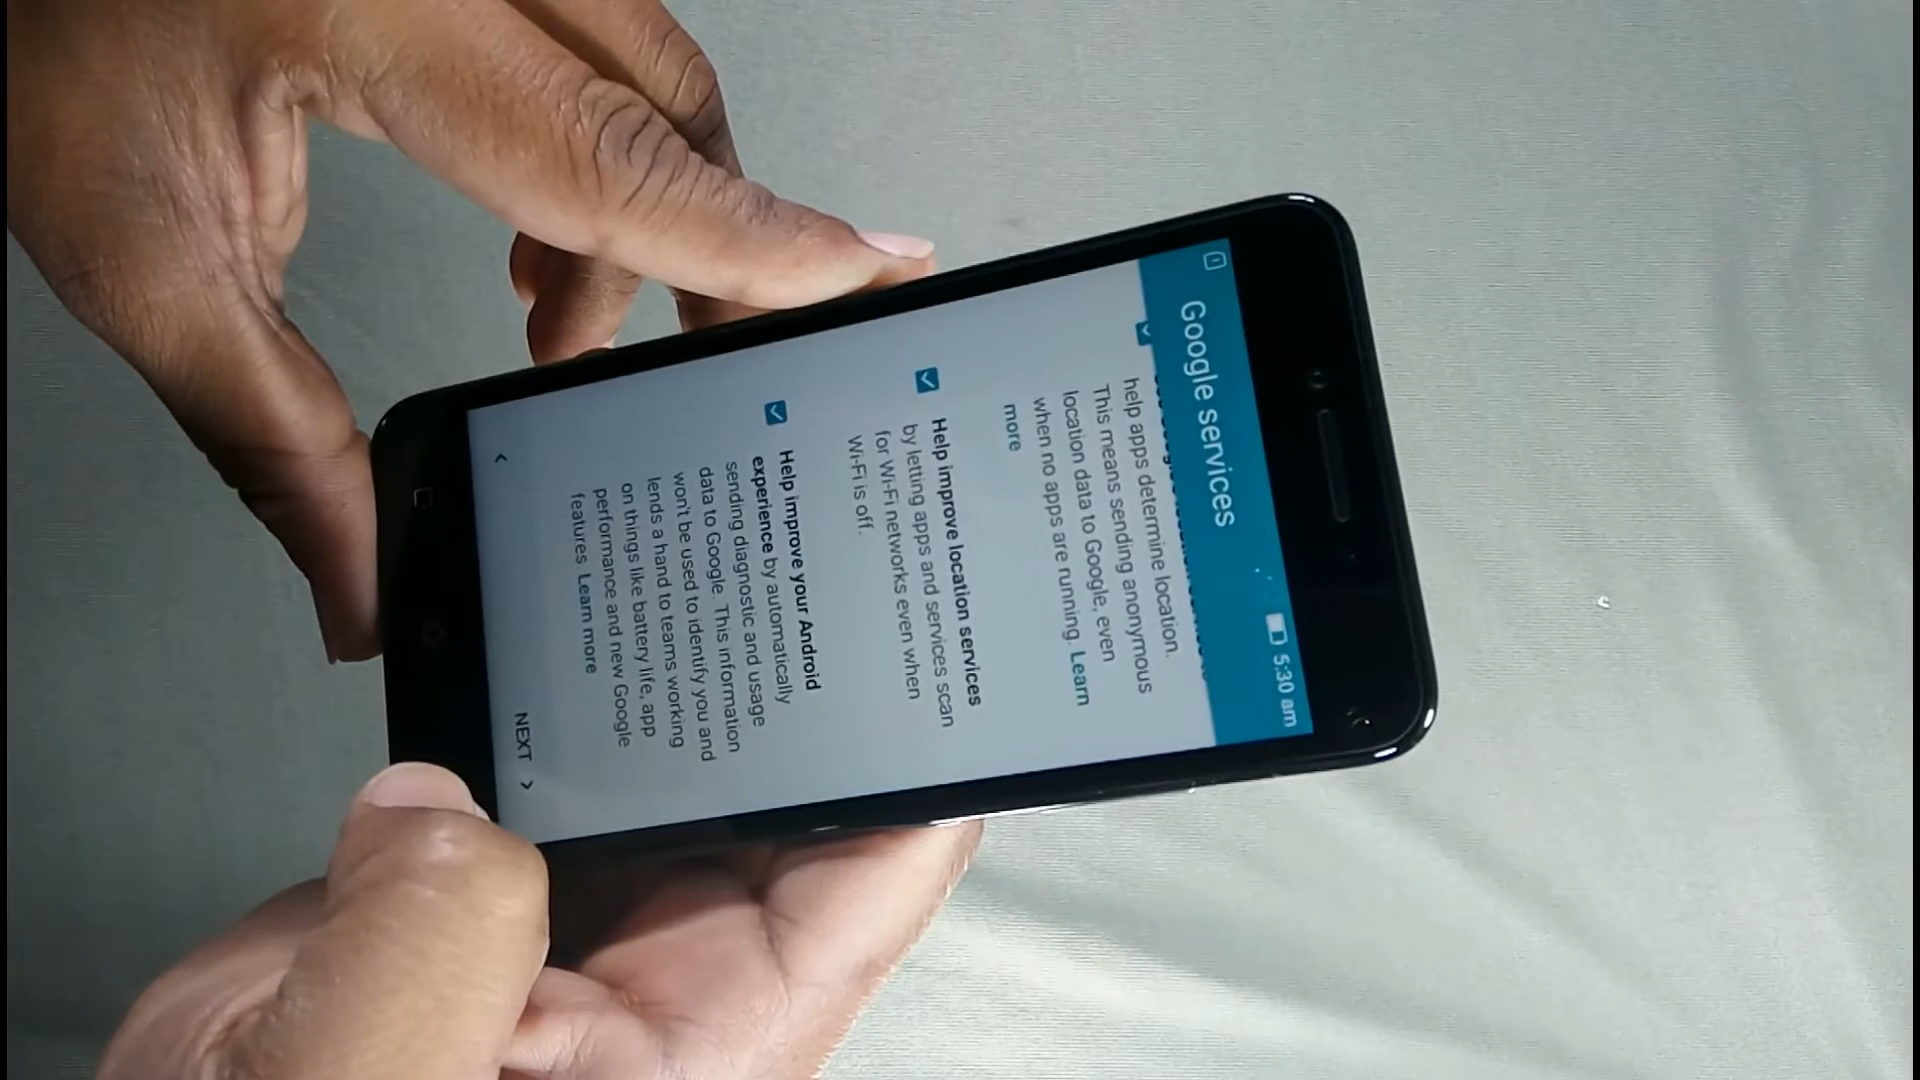 5:30 am
Google services
help apps determine location.
This means sending anonymous
location data to Google, even
when no apps are running. Learn
more
Help improve location services
by letting apps and services scan
for Wi-Fi networks even when
Wi-Fi is off.
Help improve your Android
experience by automatically
sending diagnostic and usage
data to Google. This information
won't be used to identify you and
lends a hand to teams working
on things like battery life, app
performance and new Google
features. Learn more
NEXT